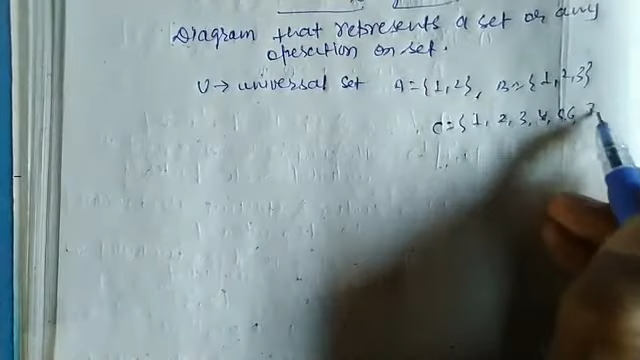 Diagram that represents a set or any
operation on set.
U → universal set A = {1, 2}, B = {1, 2, 3}
C = {1, 2, 3, 4, 5, 6